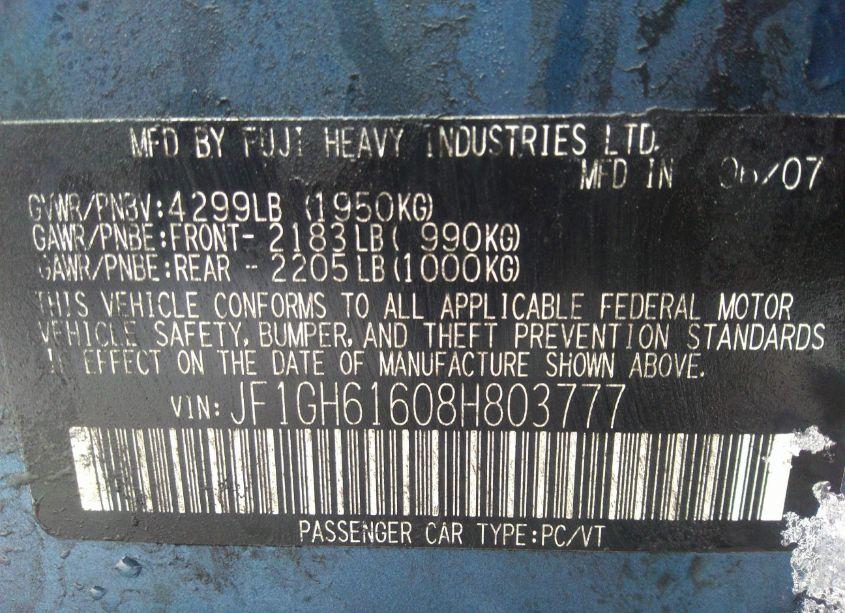 MFD BY FUJI HEAVY INDUSTRIES LTD.
MFD IN 06/07
GVWR/PNBV:4299LB (1950KG)
GAWR/PNBE:FRONT- 2183LB( 990KG)
GAWR/PNBE:REAR - 2205LB(1000KG)
THIS VEHICLE CONFORMS TO ALL APPLICABLE FEDERAL MOTOR
VEHICLE SAFETY, BUMPER, AND THEFT PREVENTION STANDARDS
IN EFFECT ON THE DATE OF MANUFACTURE SHOWN ABOVE.
VIN: JF1GH61608H803777
PASSENGER CAR TYPE:PC/VT